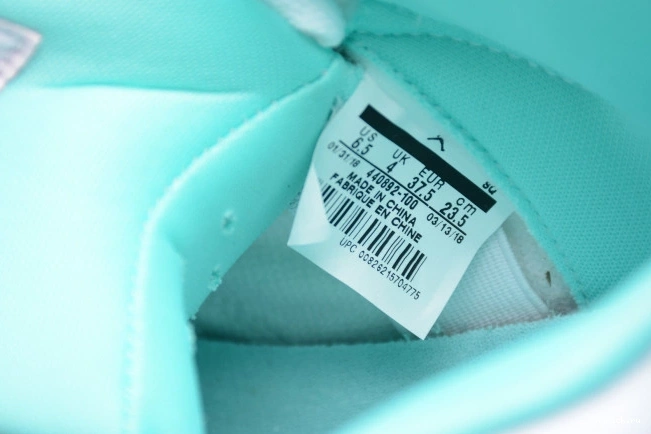 US UK EUR cm
6.5 4 37.5 23.5
01/31/18 440892-100 03/13/18
MADE IN CHINA
FABRIQUE EN CHINE
UPC 00826215704775